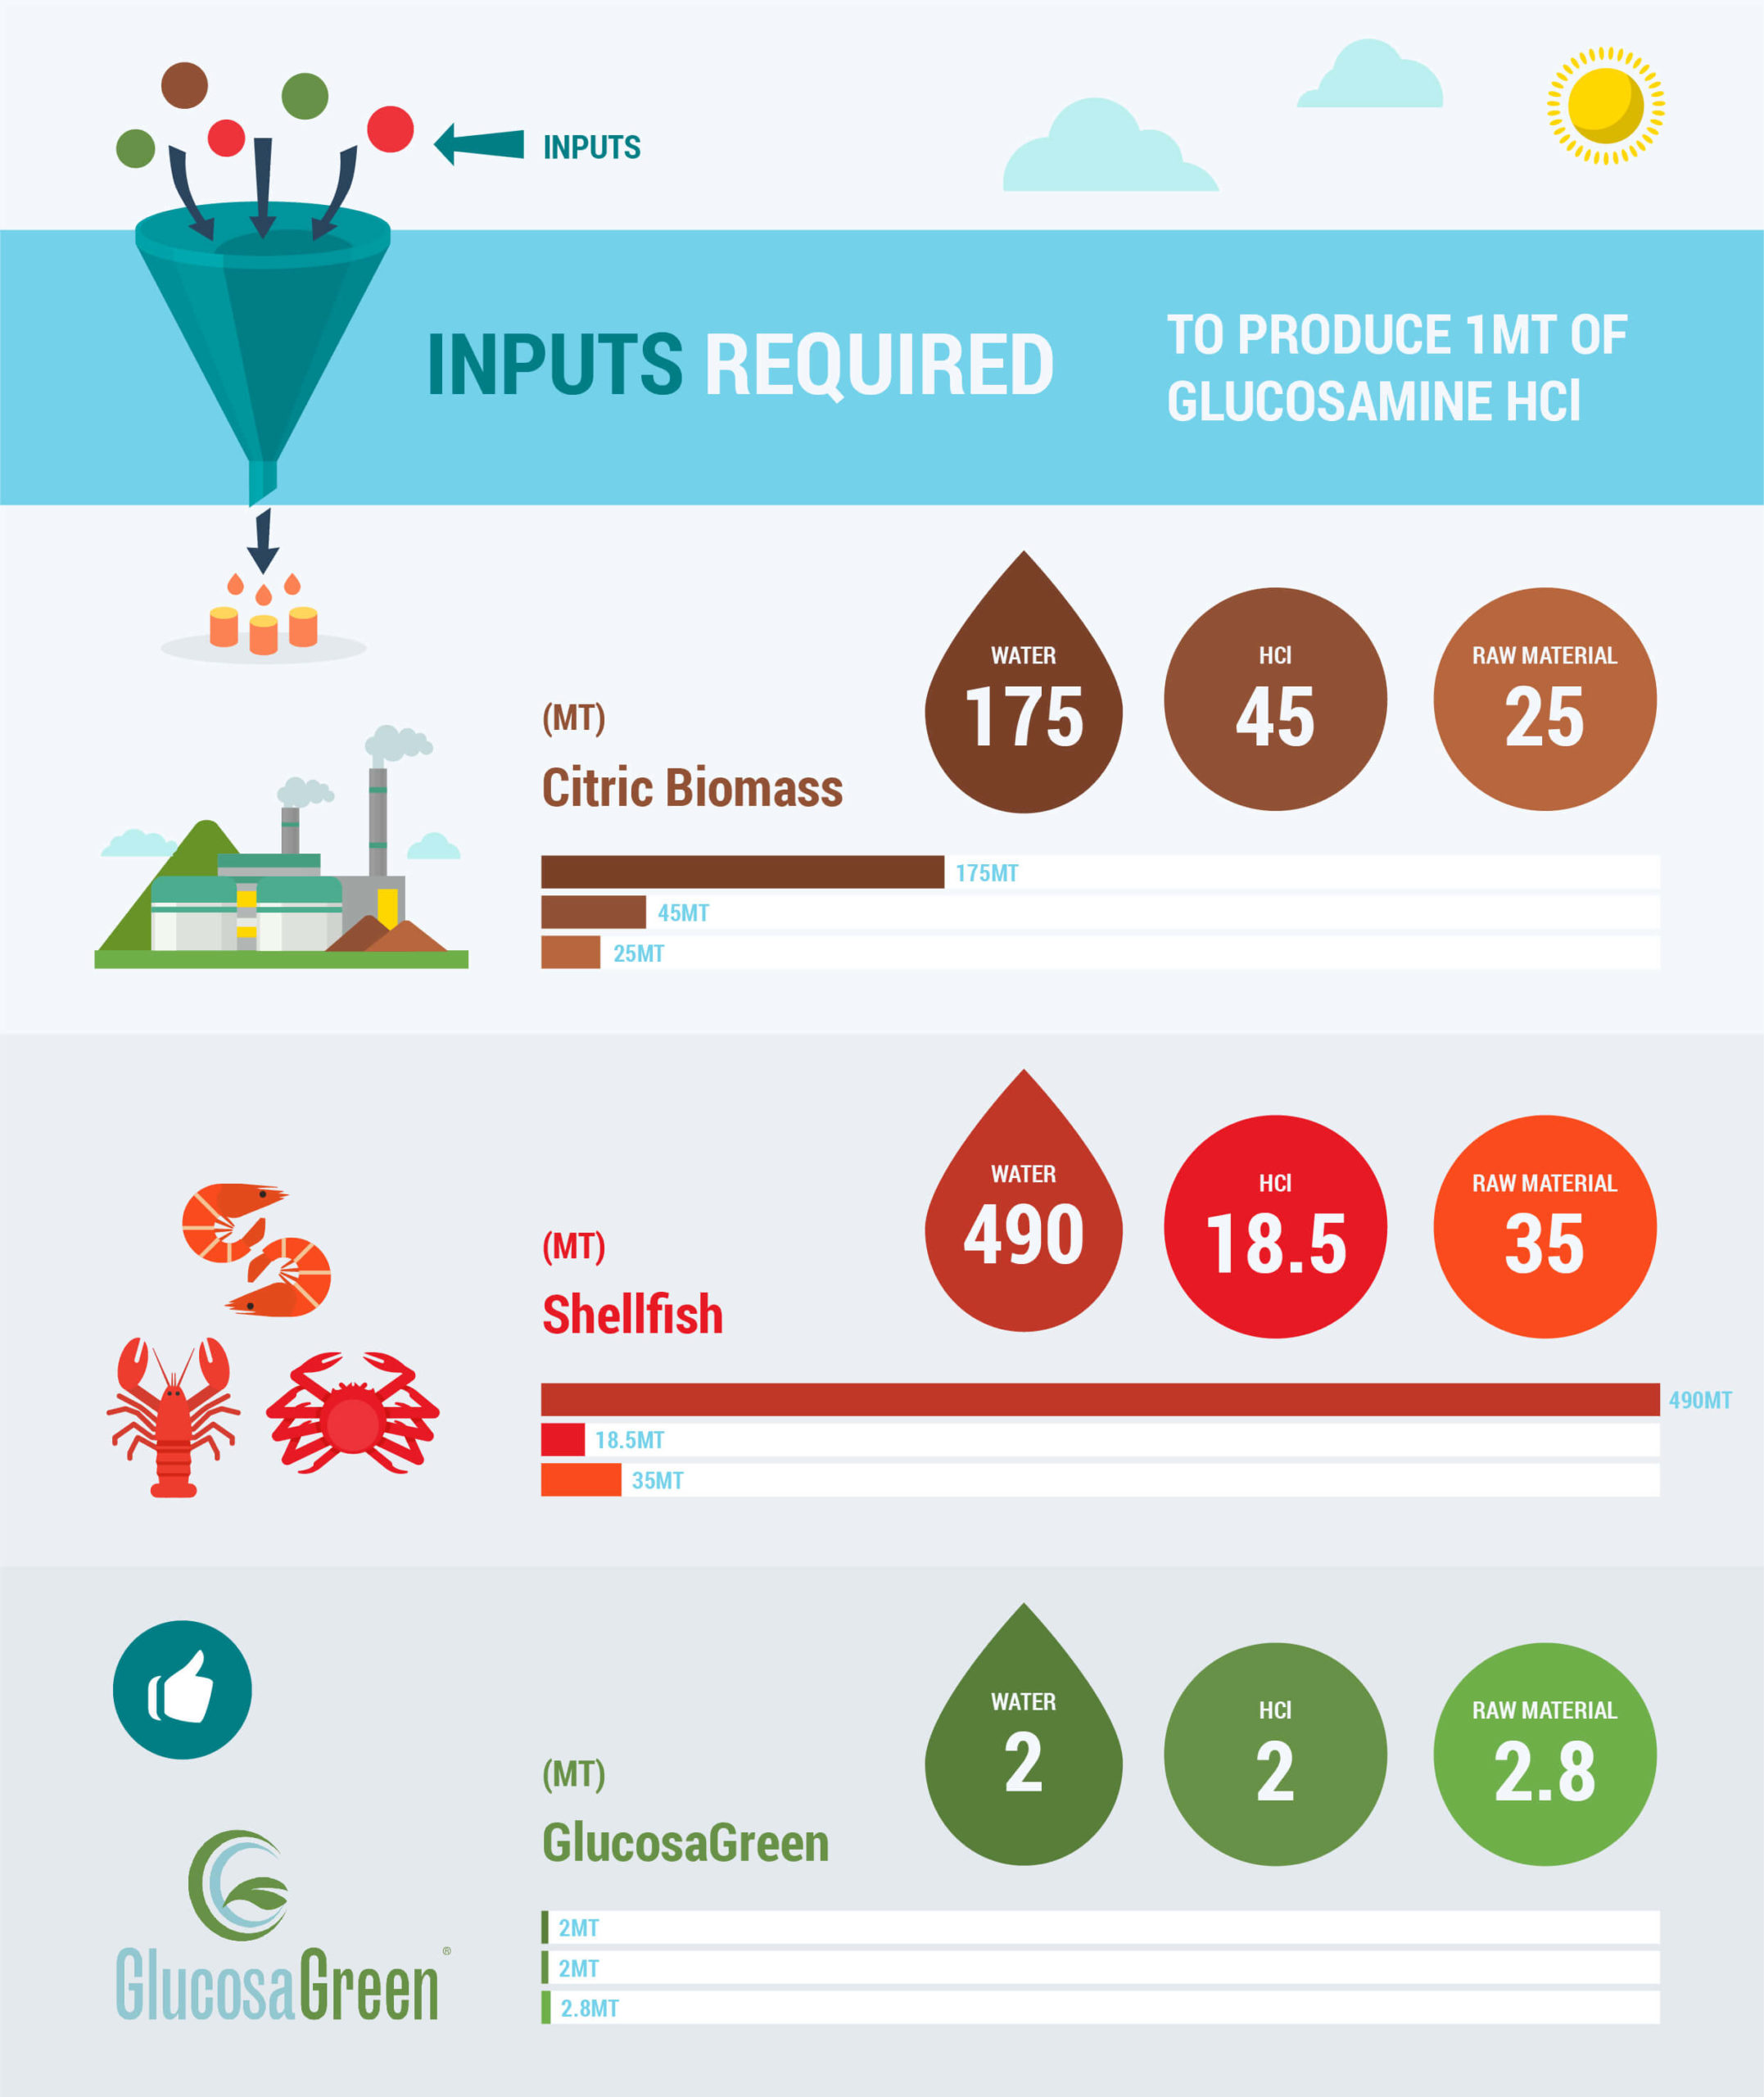 INPUTS
INPUTS REQUIRED
TO PRODUCE 1MT OF
GLUCOSAMINE HCl
(MT)
Citric Biomass
WATER
175
HCl
45
RAW MATERIAL
25
175MT
45MT
25MT
(MT)
Shellfish
WATER
490
HCl
18.5
RAW MATERIAL
35
490MT
18.5MT
35MT
(MT)
GlucosaGreen
WATER
2
HCl
2
RAW MATERIAL
2.8
2MT
2MT
2.8MT
GlucosaGreen®